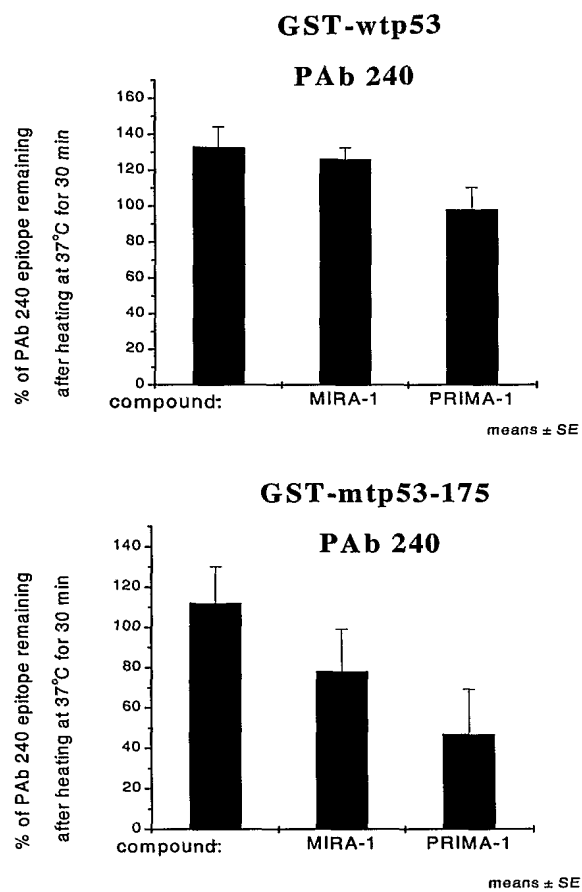 GST-wtp53
PAb 240
% of PAb 240 epitope remaining
after heating at 37°C for 30 min
160
140
120
100
80
60
40
20
0
compound:
MIRA-1
PRIMA-1
means ± SE
GST-mtp53-175
PAb 240
% of PAb 240 epitope remaining
after heating at 37°C for 30 min
140
120
100
80
60
40
20
0
compound:
MIRA-1
PRIMA-1
means ± SE